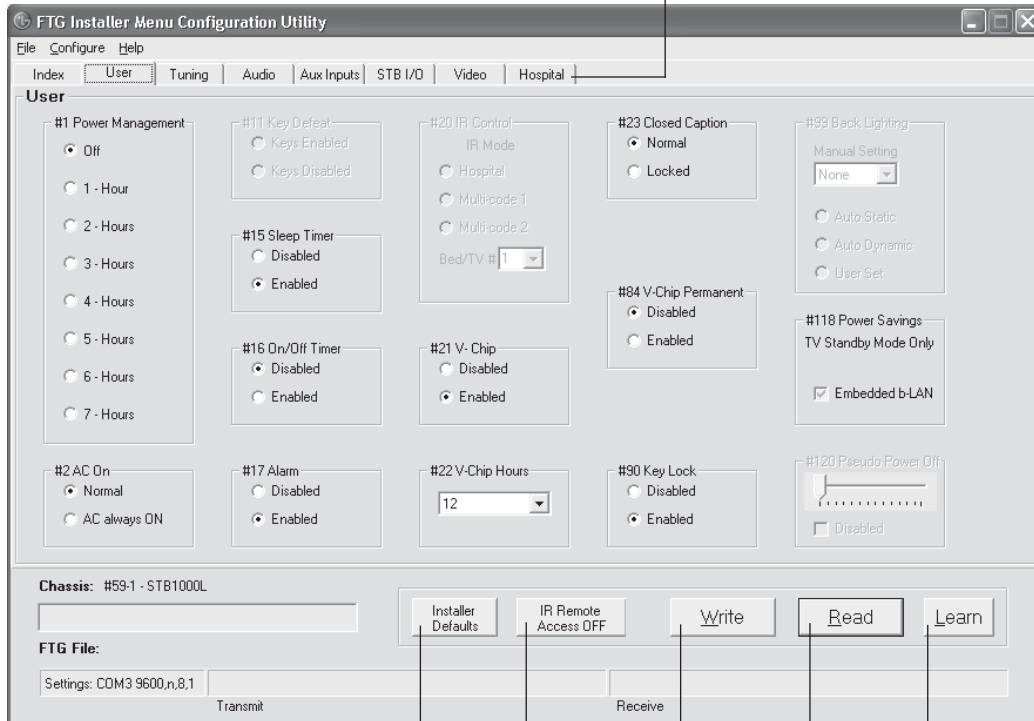 FTG Installer Menu Configuration Utility
File Configure Help
Index User Tuning Audio Aux Inputs STB I/O Video Hospital
User
#1 Power Management
Off
1 - Hour
2 - Hours
3 - Hours
4 - Hours
5 - Hours
6 - Hours
7 - Hours
#2 AC On
Normal
AC always ON
#11 Key Defeat
Keys Enabled
Keys Disabled
#15 Sleep Timer
Disabled
Enabled
#16 On/Off Timer
Disabled
Enabled
#17 Alarm
Disabled
Enabled
#20 IR Control
IR Mode
Hospital
Multi-code 1
Multi-code 2
Bed/TV # 1
#21 V- Chip
Disabled
Enabled
#22 V-Chip Hours
12
#23 Closed Caption
Normal
Locked
#84 V-Chip Permanent
Disabled
Enabled
#90 Key Lock
Disabled
Enabled
#99 Back Lighting
Manual Setting
None
Auto Static
Auto Dynamic
User Set
#118 Power Savings
TV Standby Mode Only
Embedded b-LAN
#120 Pseudo Power Off
Disabled
Chassis: #59-1 - STB1000L
FTG File:
Installer Defaults
IR Remote Access OFF
Write
Read
Learn
Settings: COM3 9600,n,8,1
Transmit
Receive